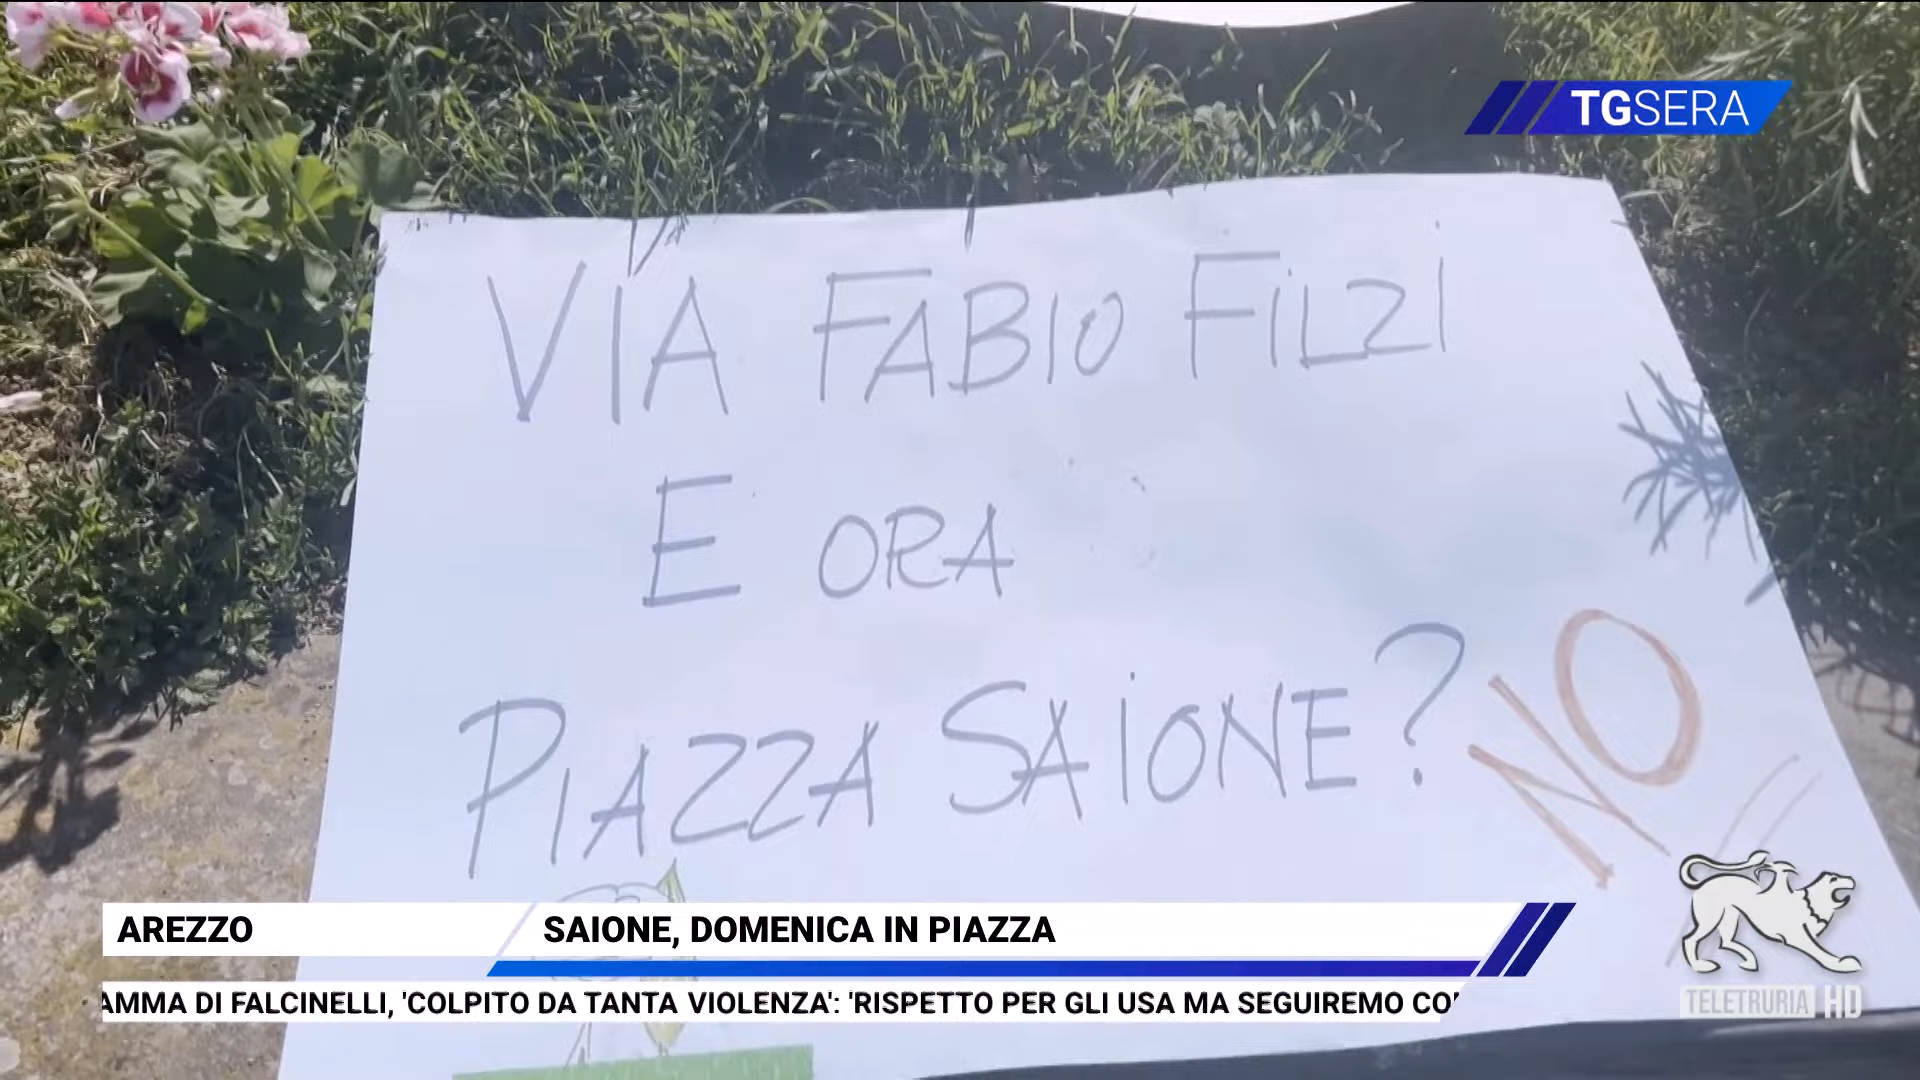 TGSERA
VIA FABIO FILZI
E ORA
PIAZZA SAIONE?
NO
AREZZO
SAIONE, DOMENICA IN PIAZZA
AMMA DI FALCINELLI, 'COLPITO DA TANTA VIOLENZA': 'RISPETTO PER GLI USA MA SEGUIREMO
TELETRURIA HD